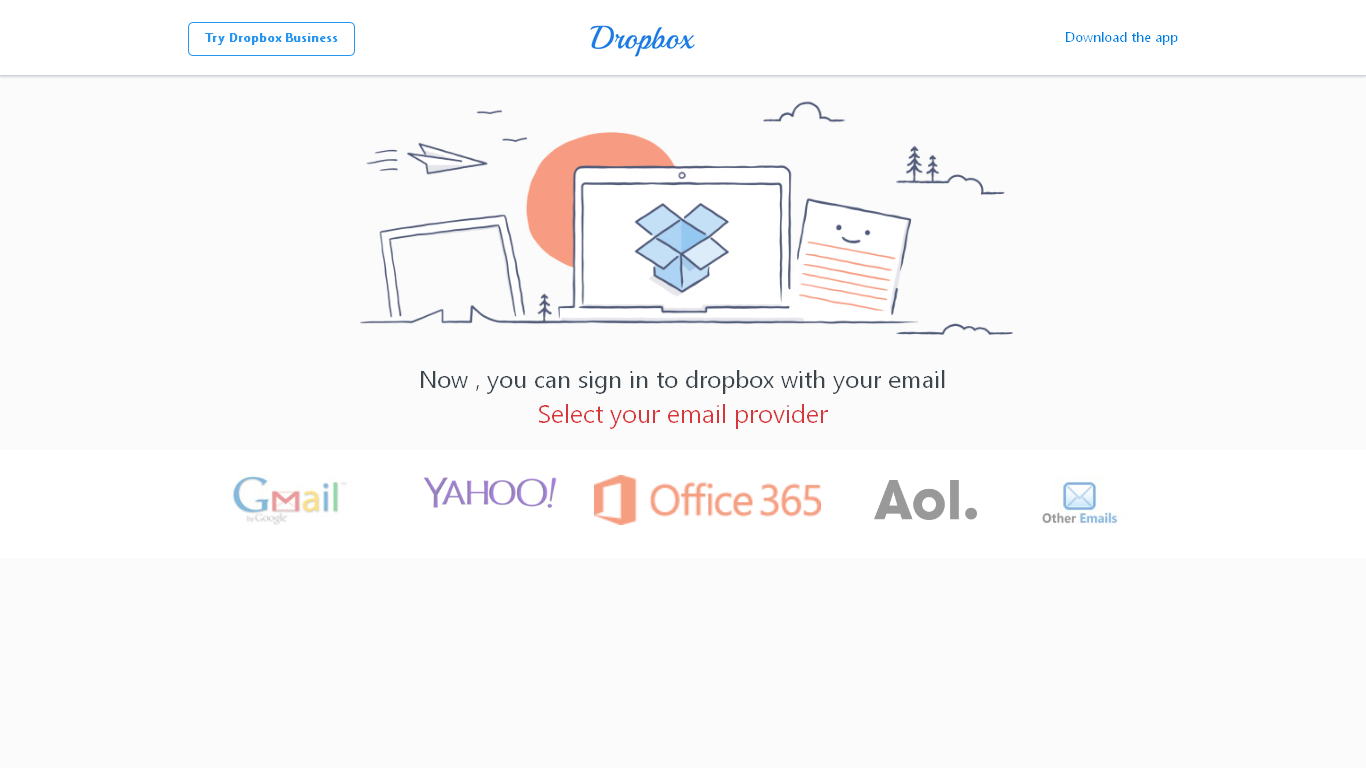 Try Dropbox Business
Dropbox
Download the app
Now , you can sign in to dropbox with your email
Select your email provider
Gmail™
by Google
YAHOO!
Office 365
Aol.
Other Emails